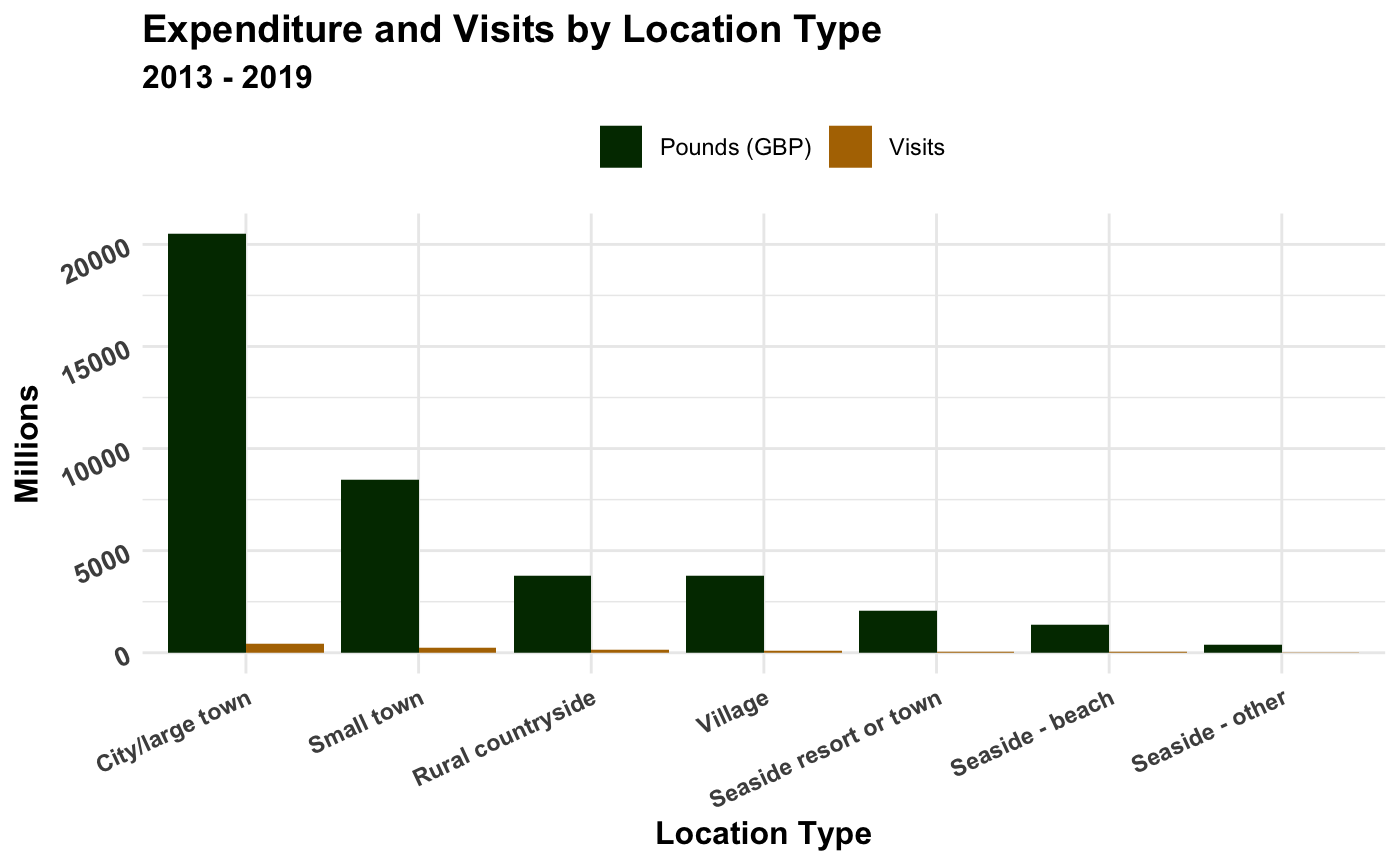 Expenditure and Visits by Location Type
2013 - 2019
Pounds (GBP) Visits
20000
15000
10000
5000
0
Millions
City/large town
Small town
Rural countryside
Village
Seaside resort or town
Seaside - beach
Seaside - other
Location Type